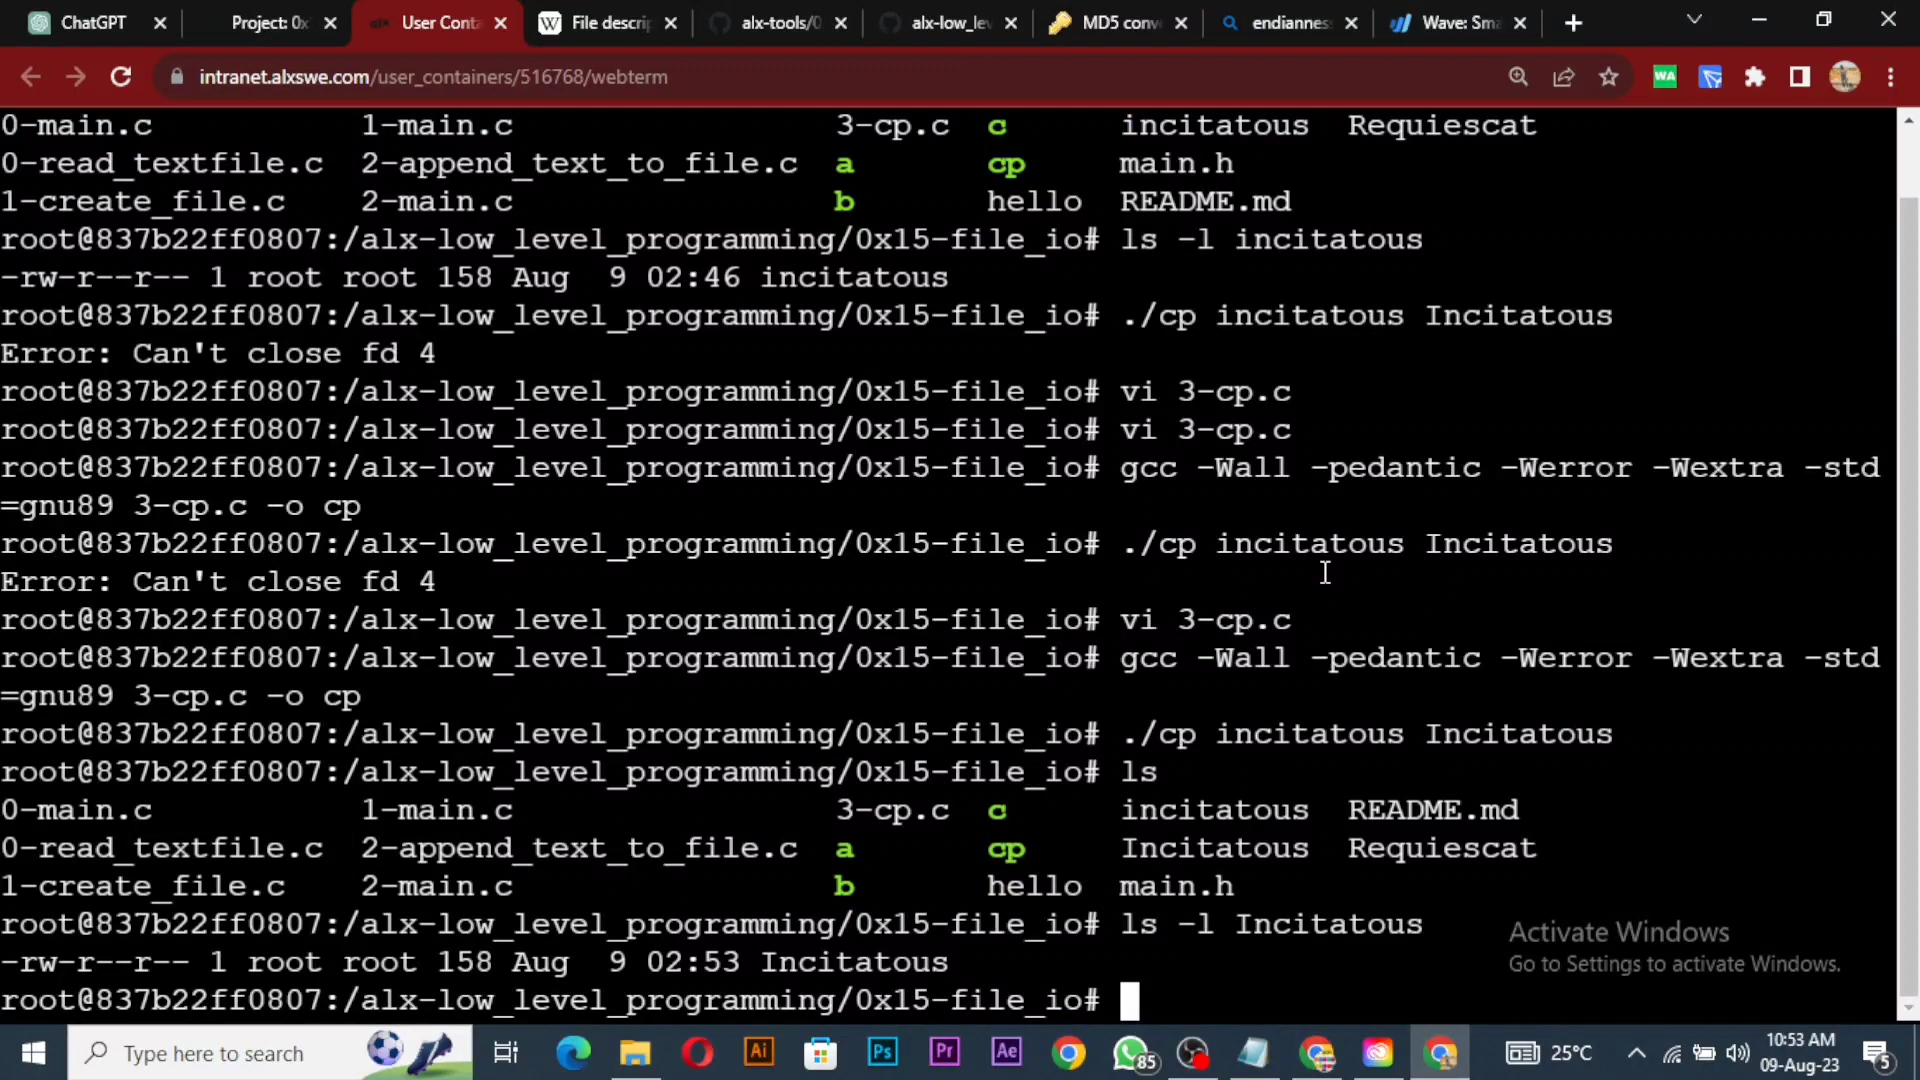 ChatGPT
Project: 0x
User Conta
W File descrip
alx-tools/0
alx-low_lev
MD5 conv
endianness
Wave: Sma
intranet.alxswe.com/user_containers/516768/webterm
WA
0-main.c 1-main.c 3-cp.c c incitatous Requiescat
0-read_textfile.c 2-append_text_to_file.c a cp main.h
1-create_file.c 2-main.c b hello README.md
root@837b22ff0807:/alx-low_level_programming/0x15-file_io# ls -l incitatous
-rw-r--r-- 1 root root 158 Aug 9 02:46 incitatous
root@837b22ff0807:/alx-low_level_programming/0x15-file_io# ./cp incitatous Incitatous
Error: Can't close fd 4
root@837b22ff0807:/alx-low_level_programming/0x15-file_io# vi 3-cp.c
root@837b22ff0807:/alx-low_level_programming/0x15-file_io# vi 3-cp.c
root@837b22ff0807:/alx-low_level_programming/0x15-file_io# gcc -Wall -pedantic -Werror -Wextra -std
=gnu89 3-cp.c -o cp
root@837b22ff0807:/alx-low_level_programming/0x15-file_io# ./cp incitatous Incitatous
Error: Can't close fd 4
root@837b22ff0807:/alx-low_level_programming/0x15-file_io# vi 3-cp.c
root@837b22ff0807:/alx-low_level_programming/0x15-file_io# gcc -Wall -pedantic -Werror -Wextra -std
=gnu89 3-cp.c -o cp
root@837b22ff0807:/alx-low_level_programming/0x15-file_io# ./cp incitatous Incitatous
root@837b22ff0807:/alx-low_level_programming/0x15-file_io# ls
0-main.c 1-main.c 3-cp.c c incitatous README.md
0-read_textfile.c 2-append_text_to_file.c a cp Incitatous Requiescat
1-create_file.c 2-main.c b hello main.h
root@837b22ff0807:/alx-low_level_programming/0x15-file_io# ls -l Incitatous
-rw-r--r-- 1 root root 158 Aug 9 02:53 Incitatous
root@837b22ff0807:/alx-low_level_programming/0x15-file_io#
Activate Windows
Go to Settings to activate Windows.
Type here to search
Ai
Ps
Pr
Ae
85
25°C
10:53 AM
09-Aug-23
5